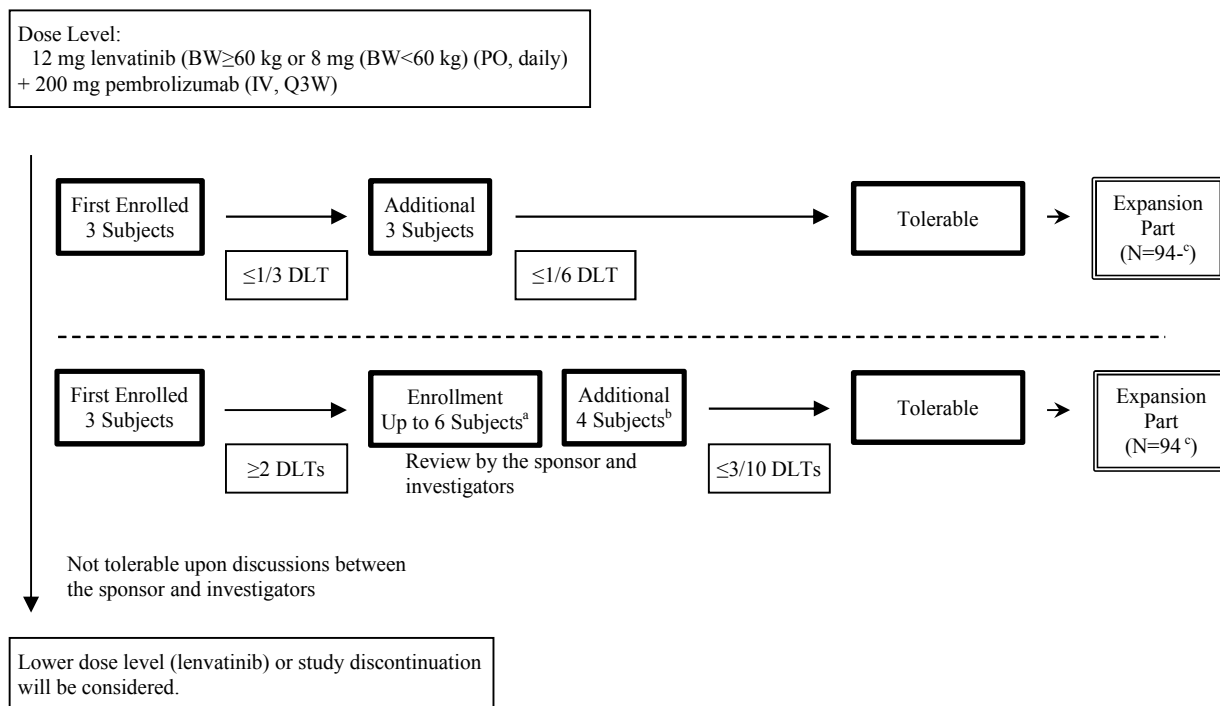 Dose Level:
12 mg lenvatinib (BW≥60 kg or 8 mg (BW<60 kg) (PO, daily)
+ 200 mg pembrolizumab (IV, Q3W)
First Enrolled
3 Subjects
≤1/3 DLT
Additional
3 Subjects
≤1/6 DLT
Tolerable
Expansion
Part
(N=94-c)
First Enrolled
3 Subjects
≥2 DLTs
Enrollment
Up to 6 Subjectsa
Additional
4 Subjectsb
Review by the sponsor and
investigators
≤3/10 DLTs
Tolerable
Expansion
Part
(N=94 c)
Not tolerable upon discussions between
the sponsor and investigators
Lower dose level (lenvatinib) or study discontinuation
will be considered.